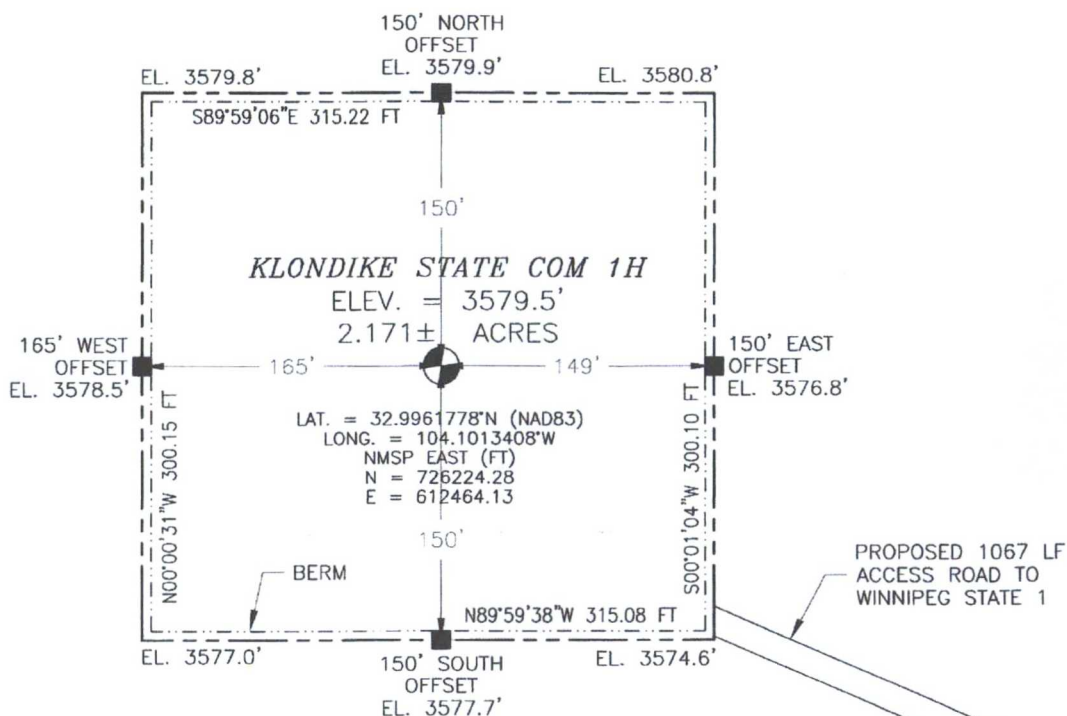 150' NORTH
OFFSET
EL. 3579.9'
EL. 3579.8'
EL. 3580.8'
S89°59'06"E 315.22 FT
150'
KLONDIKE STATE COM 1H
ELEV. = 3579.5'
2.171± ACRES
165' WEST
OFFSET
EL. 3578.5'
165'
149'
150' EAST
OFFSET
EL. 3576.8'
N00°00'31"W 300.15 FT
LAT. = 32.9961778°N (NAD83)
LONG. = 104.1013408°W
NMSP EAST (FT)
N = 726224.28
E = 612464.13
S00°01'04"W 300.10 FT
150'
BERM
PROPOSED 1067 LF
ACCESS ROAD TO
WINNIPEG STATE 1
N89°59'38"W 315.08 FT
EL. 3577.0'
EL. 3574.6'
150' SOUTH
OFFSET
EL. 3577.7'